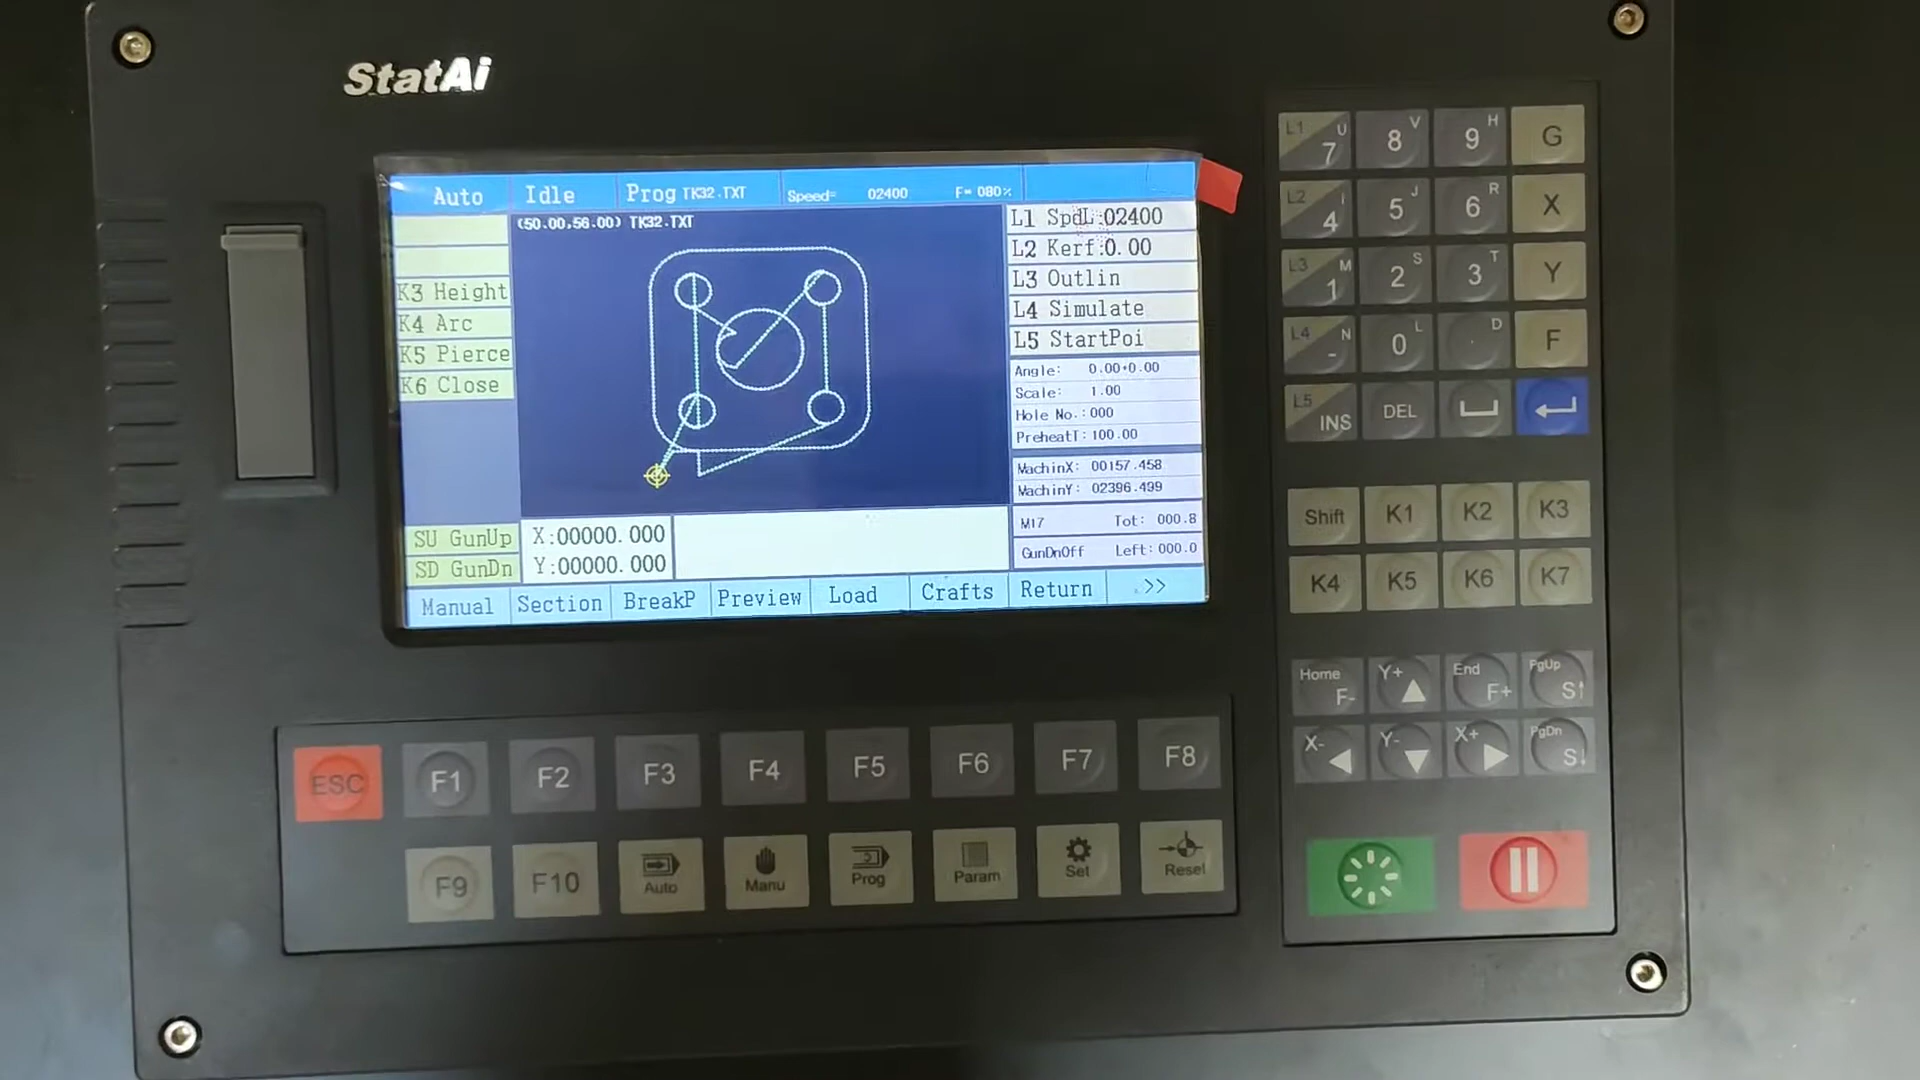 StatAi
Auto Idle Prog TK32.TXT Speed= 02400 F= 080%
(50.00,56.00) TK32.TXT
K3 Height
K4 Arc
K5 Pierce
K6 Close
SU GunUp
SD GunDn
X:00000.000
Y:00000.000
L1 SpdL:02400
L2 Kerf:0.00
L3 Outlin
L4 Simulate
L5 StartPoi
Angle: 0.00+0.00
Scale: 1.00
Hole No.:000
PreheatT:100.00
MachinX: 00157.458
MachinY: 02396.499
M17 Tot: 000.8
GunDnOff Left:000.0
Manual Section BreakP Preview Load Crafts Return >>
L1 U 7 V 8 H 9 G
L2 I 4 J 5 R 6 X
L3 M 1 S 2 T 3 Y
L4 N - L 0 D . F
L5 INS DEL
Shift K1 K2 K3
K4 K5 K6 K7
Home F- Y+ End F+ PgUp S↑
X- Y- X+ PgDn S↓
ESC F1 F2 F3 F4 F5 F6 F7 F8
F9 F10 Auto Manu Prog Param Set Resel